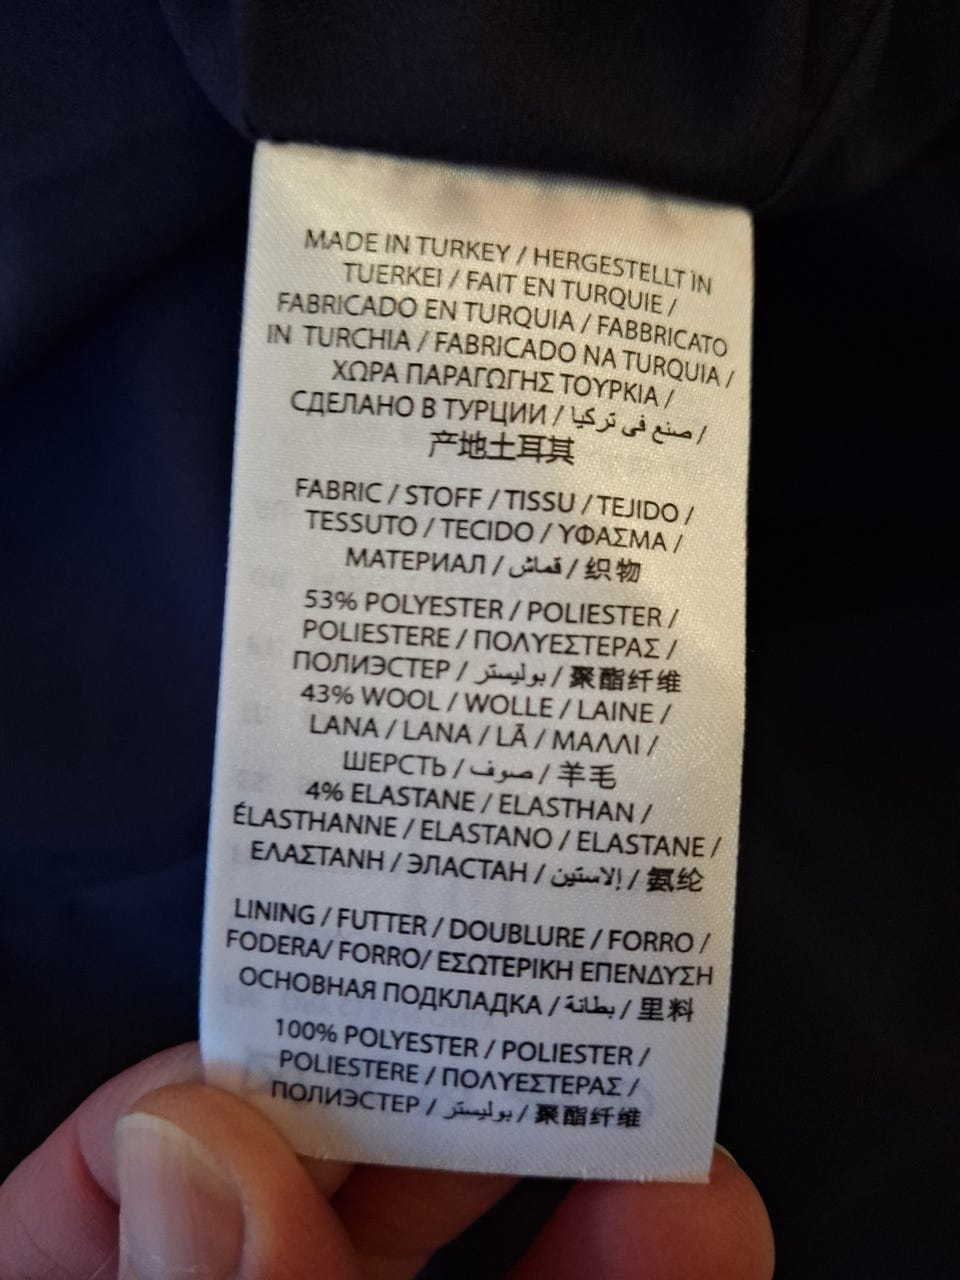 MADE IN TURKEY / HERGESTELLT IN
TUERKEI / FAIT EN TURQUIE /
FABRICADO EN TURQUIA / FABBRICATO
IN TURCHIA / FABRICADO NA TURQUIA /
ΧΩΡΑ ΠΑΡΑΓΩΓΗΣ ΤΟΥΡΚΙΑ /
СДЕЛАНО В ТУРЦИИ / صنع فى تركيا /
产地土耳其
FABRIC / STOFF / TISSU / TEJIDO /
TESSUTO / TECIDO / ΥΦΑΣΜΑ /
МАТЕРИАЛ / قماش / 织物
53% POLYESTER / POLIESTER /
POLIESTERE / ΠΟΛΥΕΣΤΕΡΑΣ /
ПОЛИЭСТЕР / بوليستر / 聚酯纤维
43% WOOL / WOLLE / LAINE /
LANA / LANA / LÃ / ΜΑΛΛΙ /
ШЕРСТЬ / صوف / 羊毛
4% ELASTANE / ELASTHAN /
ÉLASTHANNE / ELASTANO / ELASTANE /
ΕΛΑΣΤΑΝΗ / ЭЛАСТАН / إلاستين / 氨纶
LINING / FUTTER / DOUBLURE / FORRO /
FODERA/ FORRO/ ΕΣΩΤΕΡΙΚΗ ΕΠΕΝΔΥΣΗ
ОСНОВНАЯ ПОДКЛАДКА / بطانة / 里料
100% POLYESTER / POLIESTER /
POLIESTERE / ΠΟΛΥΕΣΤΕΡΑΣ /
ПОЛИЭСТЕР / بوليستر / 聚酯纤维